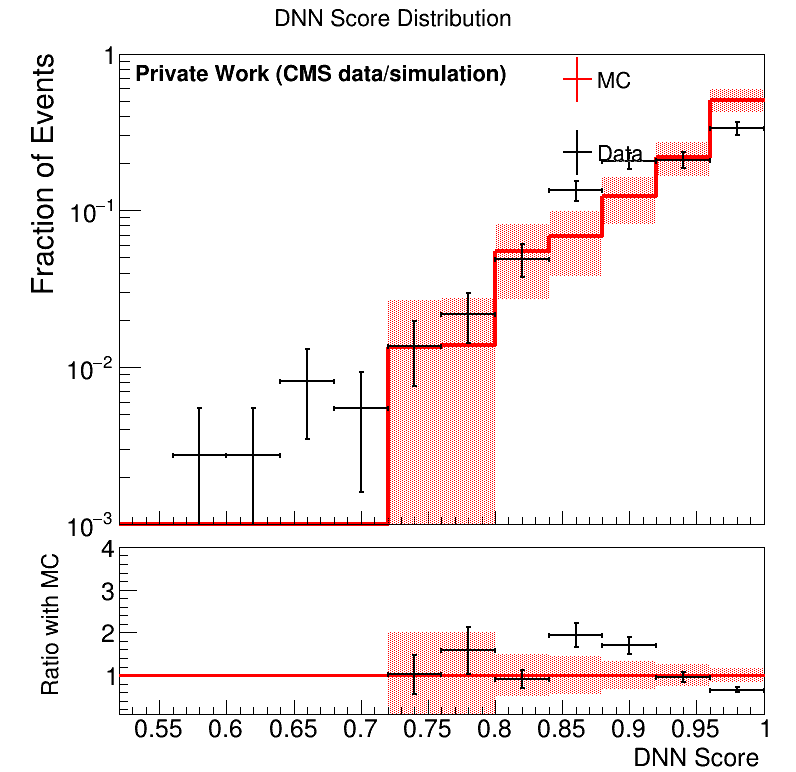 DNN Score Distribution
Private Work (CMS data/simulation)
MC
Data
Fraction of Events
1
10⁻¹
10⁻²
10⁻³
Ratio with MC
4
3
2
1
0.55 0.6 0.65 0.7 0.75 0.8 0.85 0.9 0.95 1
DNN Score